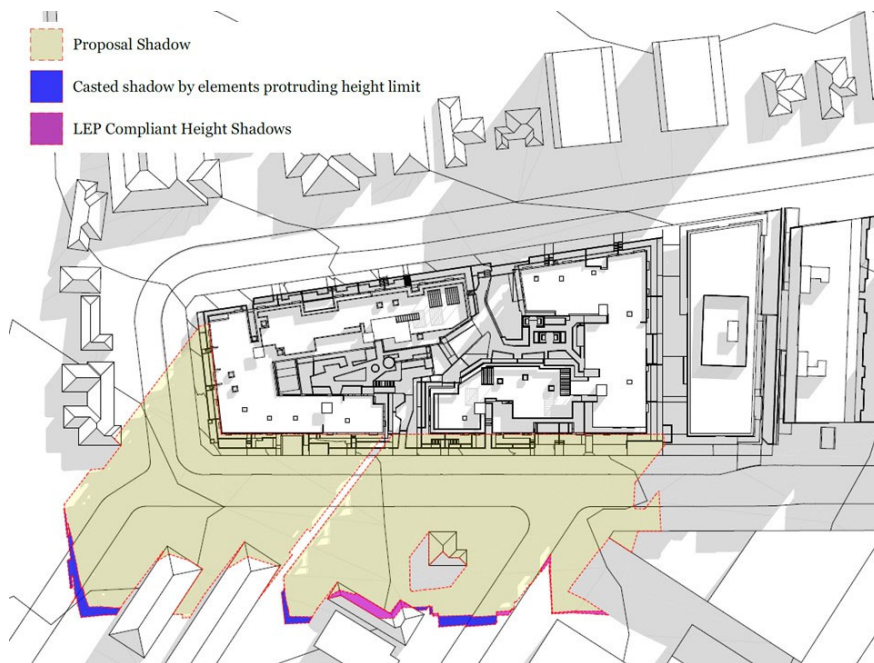 Proposal Shadow
Casted shadow by elements protruding height limit
LEP Compliant Height Shadows